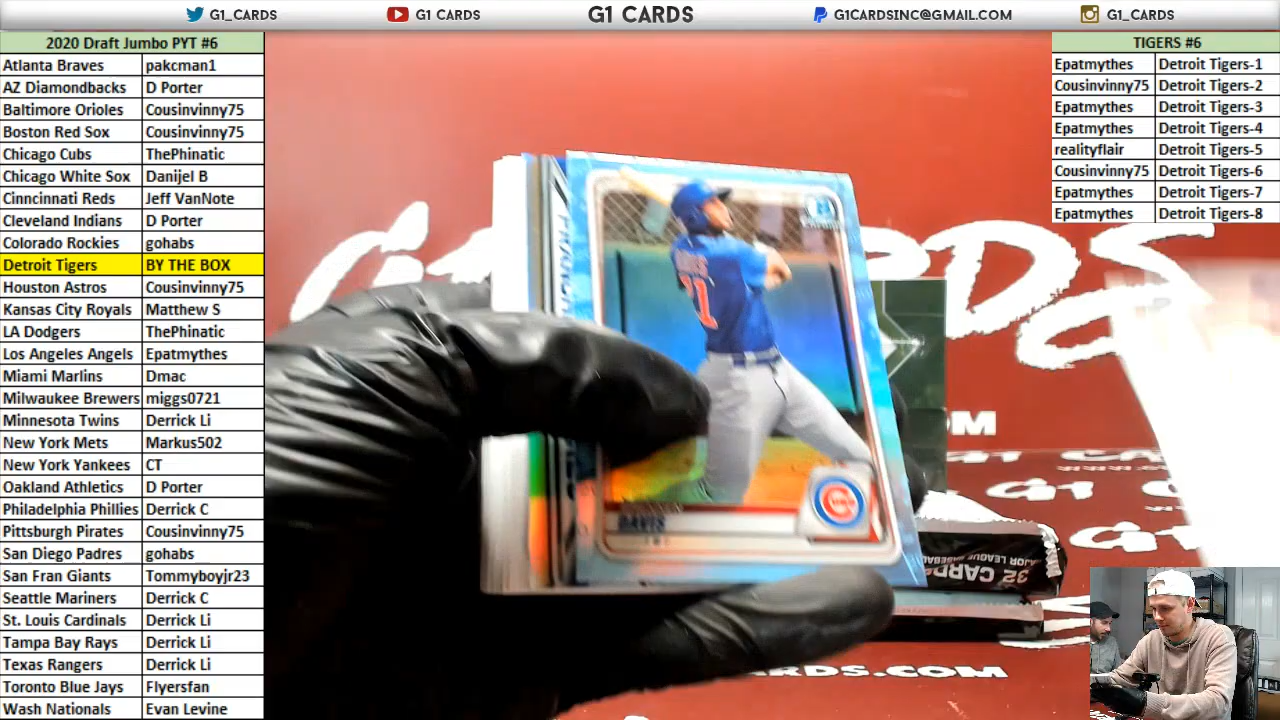 G1_CARDS
G1 CARDS
G1 CARDS
G1CARDSINC@GMAIL.COM
G1_CARDS
2020 Draft Jumbo PYT #6
Atlanta Braves pakcman1
AZ Diamondbacks D Porter
Baltimore Orioles Cousinvinny75
Boston Red Sox Cousinvinny75
Chicago Cubs ThePhinatic
Chicago White Sox Danijel B
Cinncinnati Reds Jeff VanNote
Cleveland Indians D Porter
Colorado Rockies gohabs
Detroit Tigers BY THE BOX
Houston Astros Cousinvinny75
Kansas City Royals Matthew S
LA Dodgers ThePhinatic
Los Angeles Angels Epatmythes
Miami Marlins Dmac
Milwaukee Brewers miggs0721
Minnesota Twins Derrick Li
New York Mets Markus502
New York Yankees CT
Oakland Athletics D Porter
Philadelphia Phillies Derrick C
Pittsburgh Pirates Cousinvinny75
San Diego Padres gohabs
San Fran Giants Tommyboyjr23
Seattle Mariners Derrick C
St. Louis Cardinals Derrick Li
Tampa Bay Rays Derrick Li
Texas Rangers Derrick Li
Toronto Blue Jays Flyersfan
Wash Nationals Evan Levine
TIGERS #6
Epatmythes Detroit Tigers-1
Cousinvinny75 Detroit Tigers-2
Epatmythes Detroit Tigers-3
Epatmythes Detroit Tigers-4
realityflair Detroit Tigers-5
Cousinvinny75 Detroit Tigers-6
Epatmythes Detroit Tigers-7
Epatmythes Detroit Tigers-8
DAVIS
32 CARDS